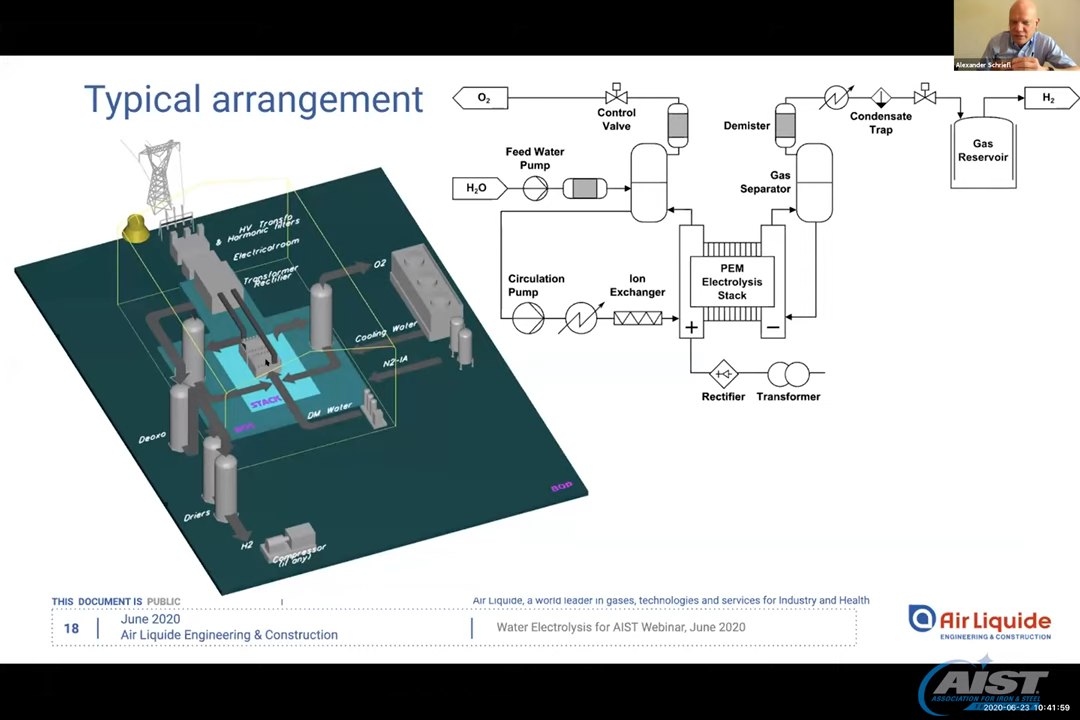 Alexander Schriefl
Typical arrangement
O2
Control
Valve
Demister
Condensate
Trap
H2
Feed Water
Pump
Gas
Reservoir
H2O
Gas
Separator
HV Transfo
& Harmonic filters
Electricalroom
Transformer
Rectifier
O2
Cooling Water
N2-IA
STACK
DM Water
Deoxo
BOP
Driers
H2
Compressor
(if any)
PEM
Electrolysis
Stack
Circulation
Pump
Ion
Exchanger
+
−
Rectifier
Transformer
THIS DOCUMENT IS PUBLIC
Air Liquide, a world leader in gases, technologies and services for Industry and Health
18
June 2020
Air Liquide Engineering & Construction
Water Electrolysis for AIST Webinar, June 2020
Air Liquide
ENGINEERING & CONSTRUCTION
AIST
ASSOCIATION FOR IRON & STEEL
2020-06-23 10:41:59